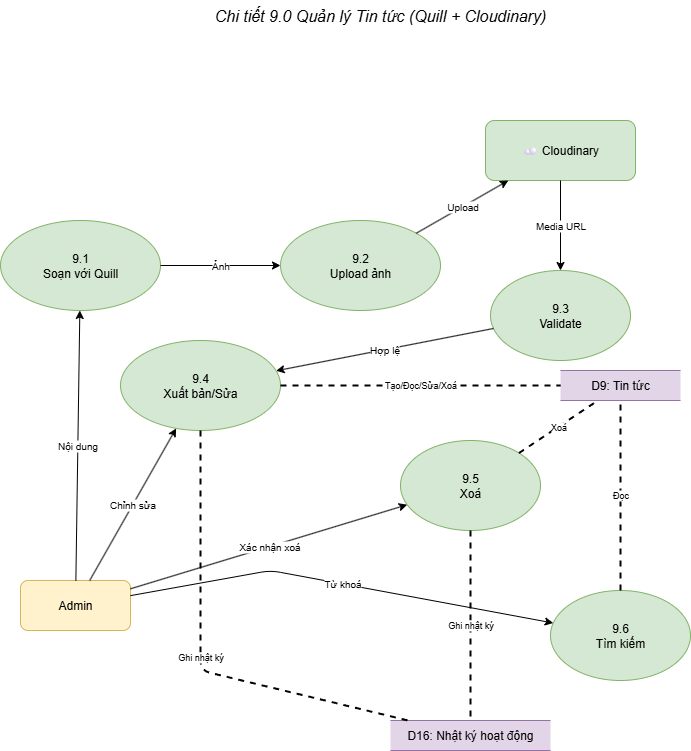 Chi tiết 9.0 Quản lý Tin tức (Quill + Cloudinary)
Cloudinary
Upload
Media URL
9.1
Soạn với Quill
Ảnh
9.2
Upload ảnh
9.3
Validate
Hợp lệ
9.4
Xuất bản/Sửa
Tạo/Đọc/Sửa/Xoá
D9: Tin tức
Xoá
Nội dung
9.5
Xoá
Đọc
Chỉnh sửa
Xác nhận xoá
Từ khoá
Admin
Ghi nhật ký
9.6
Tìm kiếm
Ghi nhật ký
D16: Nhật ký hoạt động